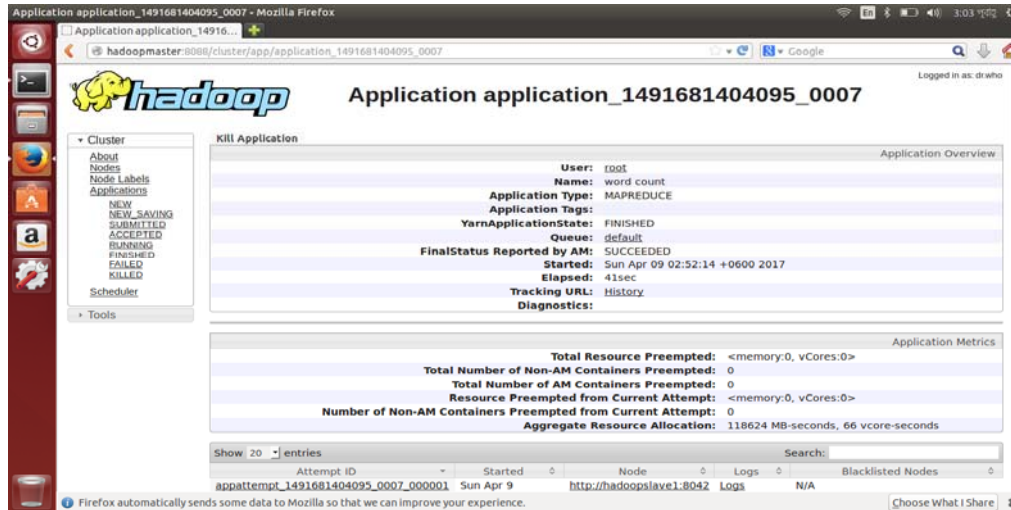 Application application_1491681404095_0007 - Mozilla Firefox
En
3:03
Application application_14916...
hadoopmaster:8088/cluster/app/application_1491681404095_0007
Google
Logged in as: dr.who
hadoop
Application application_1491681404095_0007
Cluster
About
Nodes
Node Labels
Applications
NEW
NEW_SAVING
SUBMITTED
ACCEPTED
RUNNING
FINISHED
FAILED
KILLED
Scheduler
Tools
Kill Application
Application Overview
User: root
Name: word count
Application Type: MAPREDUCE
Application Tags:
YarnApplicationState: FINISHED
Queue: default
FinalStatus Reported by AM: SUCCEEDED
Started: Sun Apr 09 02:52:14 +0600 2017
Elapsed: 41sec
Tracking URL: History
Diagnostics:
Application Metrics
Total Resource Preempted: <memory:0, vCores:0>
Total Number of Non-AM Containers Preempted: 0
Total Number of AM Containers Preempted: 0
Resource Preempted from Current Attempt: <memory:0, vCores:0>
Number of Non-AM Containers Preempted from Current Attempt: 0
Aggregate Resource Allocation: 118624 MB-seconds, 66 vcore-seconds
Show 20 entries
Search:
Attempt ID Started Node Logs Blacklisted Nodes
appattempt_1491681404095_0007_000001 Sun Apr 9 http://hadoopslave1:8042 Logs N/A
Firefox automatically sends some data to Mozilla so that we can improve your experience.
Choose What I Share